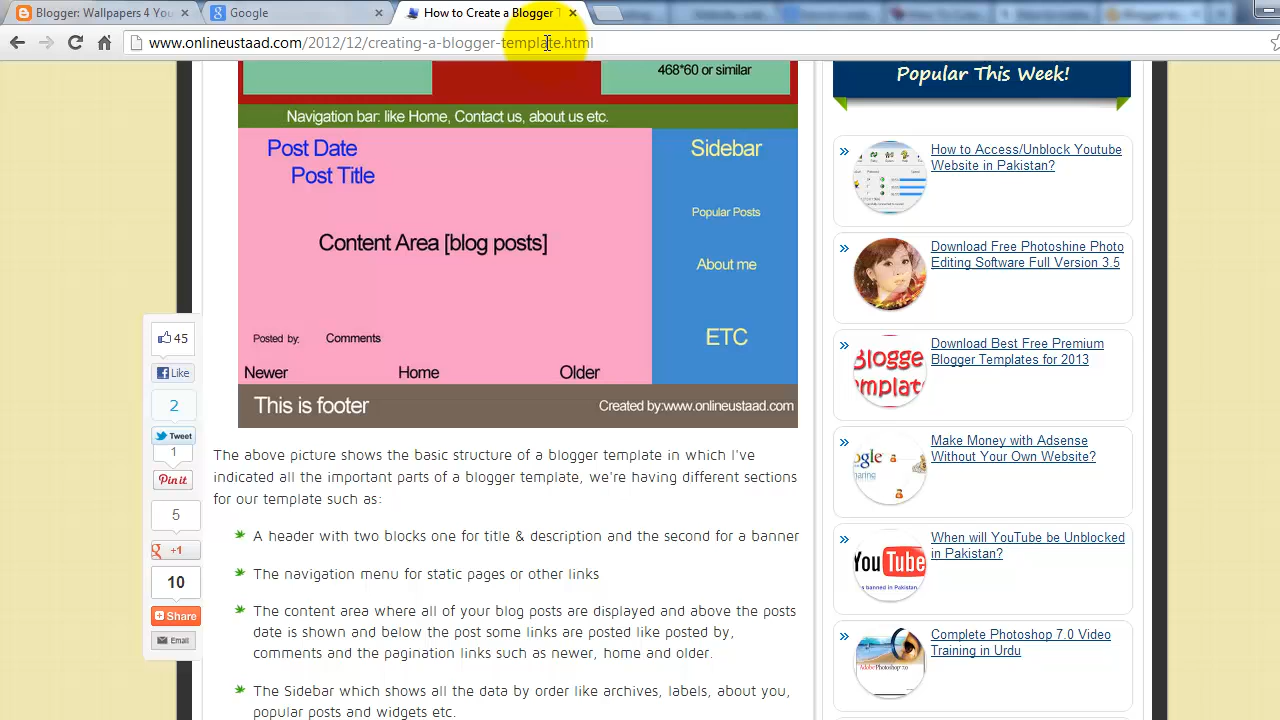 Blogger: Wallpapers 4 You
Google
How to Create a Blogger T
www.onlineustaad.com/2012/12/creating-a-blogger-template.html
468*60 or similar
Navigation bar: like Home, Contact us, about us etc.
Post Date
Post Title
Content Area [blog posts]
Posted by:
Comments
Newer
Home
Older
Sidebar
Popular Posts
About me
ETC
This is footer
Created by:www.onlineustaad.com
45
Like
2
Tweet
1
Pin it
5
+1
10
Share
Email
The above picture shows the basic structure of a blogger template in which I've
indicated all the important parts of a blogger template, we're having different sections
for our template such as:
A header with two blocks one for title & description and the second for a banner
The navigation menu for static pages or other links
The content area where all of your blog posts are displayed and above the posts
date is shown and below the post some links are posted like posted by,
comments and the pagination links such as newer, home and older.
The Sidebar which shows all the data by order like archives, labels, about you,
popular posts and widgets etc.
Popular This Week!
How to Access/Unblock Youtube
Website in Pakistan?
Download Free Photoshine Photo
Editing Software Full Version 3.5
Blogge
Download Best Free Premium
Blogger Templates for 2013
Make Money with Adsense
Without Your Own Website?
YouTube
When will YouTube be Unblocked
in Pakistan?
Complete Photoshop 7.0 Video
Training in Urdu